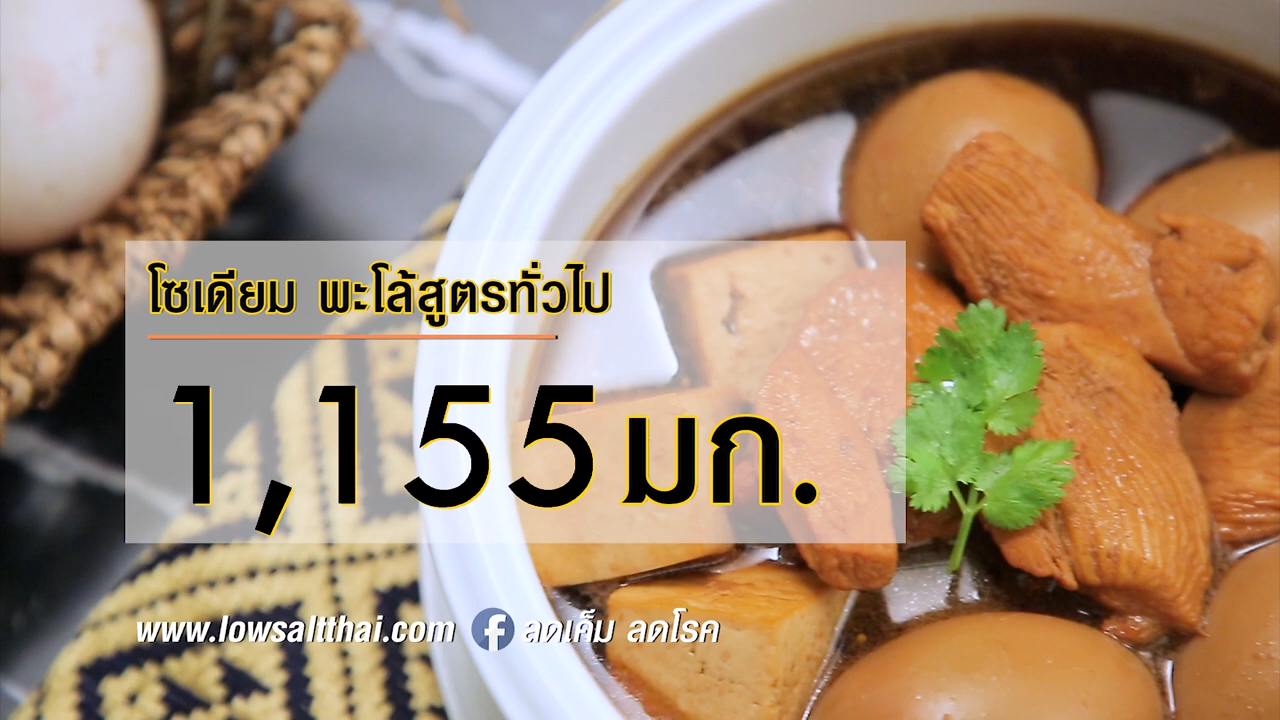 โซเดียม พะโล้สูตรทั่วไป
1,155 มก.
www.lowsaltthai.com f ลดเค็ม ลดโรค